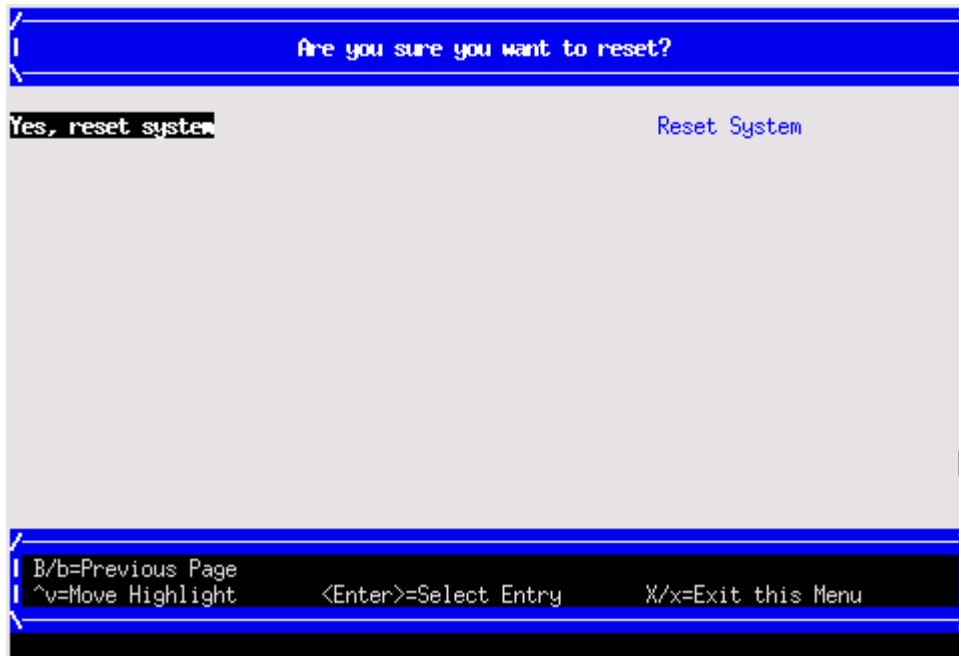 Are you sure you want to reset?
Yes, reset system Reset System
B/b=Previous Page
^v=Move Highlight <Enter>=Select Entry X/x=Exit this Menu